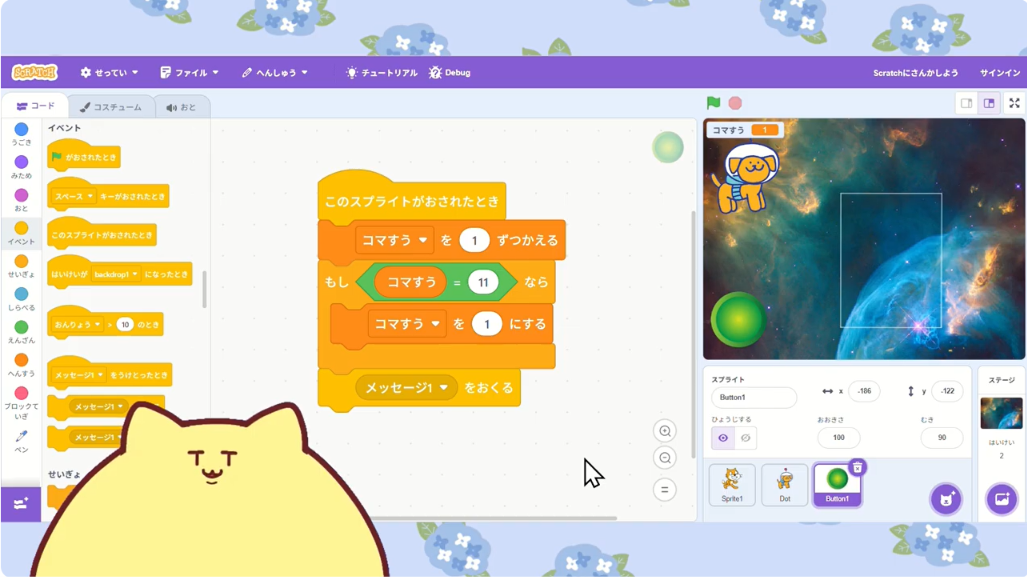 SCRATCH
せってい
ファイル
へんしゅう
チュートリアル
Debug
Scratchにさんかしよう
サインイン
コード
コスチューム
おと
うごき
みため
おと
イベント
せいぎょ
しらべる
えんざん
へんすう
ブロックて
いぎ
ペン
イベント
がおされたとき
スペース キーがおされたとき
このスプライトがおされたとき
はいけいが backdrop1 になったとき
おんりょう > 10 のとき
メッセージ1 をうけとったとき
メッセージ1
メッセージ1
せいぎょ
このスプライトがおされたとき
コマすう を 1 ずつかえる
もし コマすう = 11 なら
コマすう を 1 にする
メッセージ1 をおくる
コマすう 1
スプライト
Button1
x -186
y -122
ひょうじする
おおきさ
100
むき
90
Sprite1
Dot
Button1
ステージ
はいけい
2